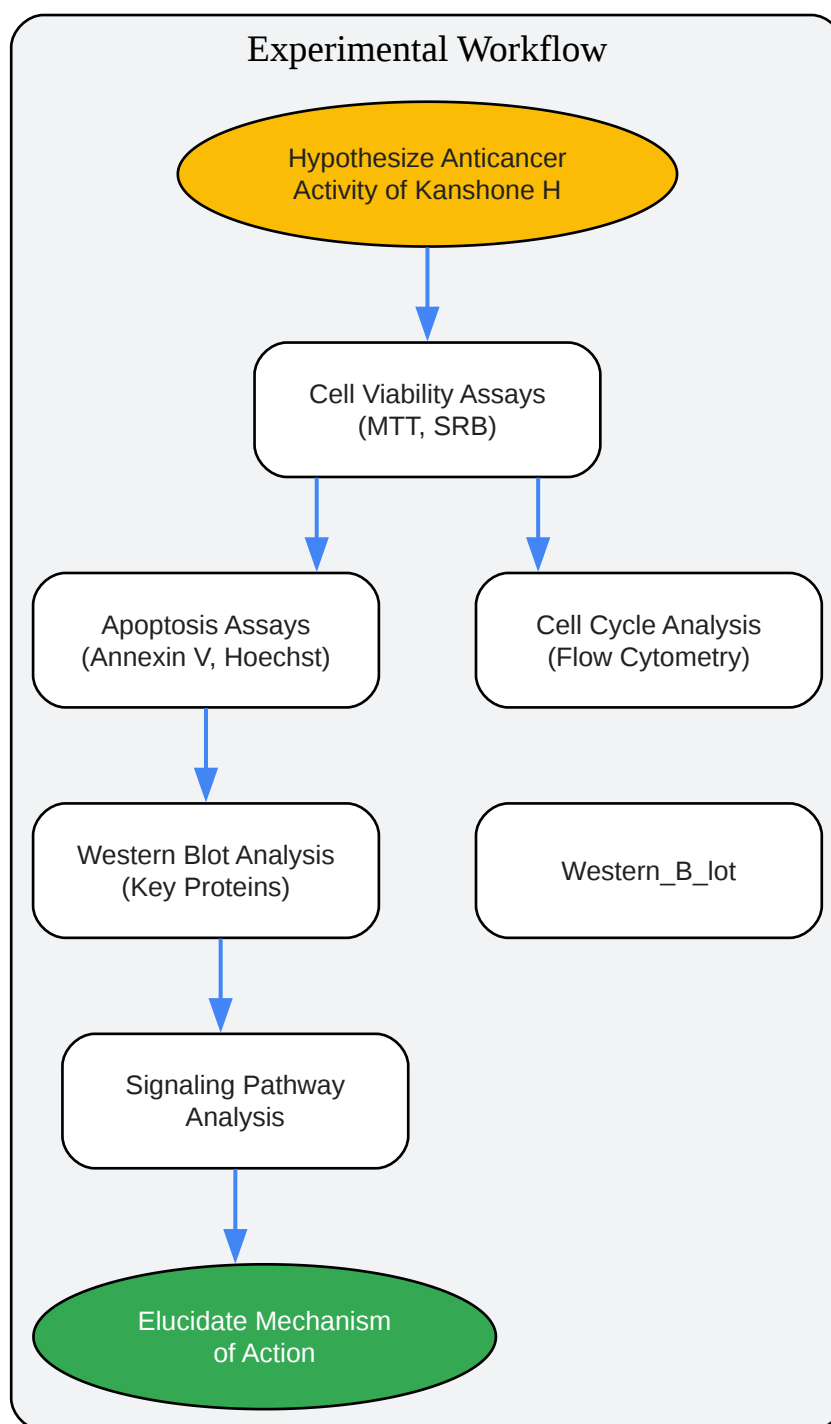 Experimental Workflow
Hypothesize Anticancer
Activity of Kanshone H
Cell Viability Assays
(MTT, SRB)
Apoptosis Assays
(Annexin V, Hoechst)
Cell Cycle Analysis
(Flow Cytometry)
Western Blot Analysis
(Key Proteins)
Western_B_lot
Signaling Pathway
Analysis
Elucidate Mechanism
of Action